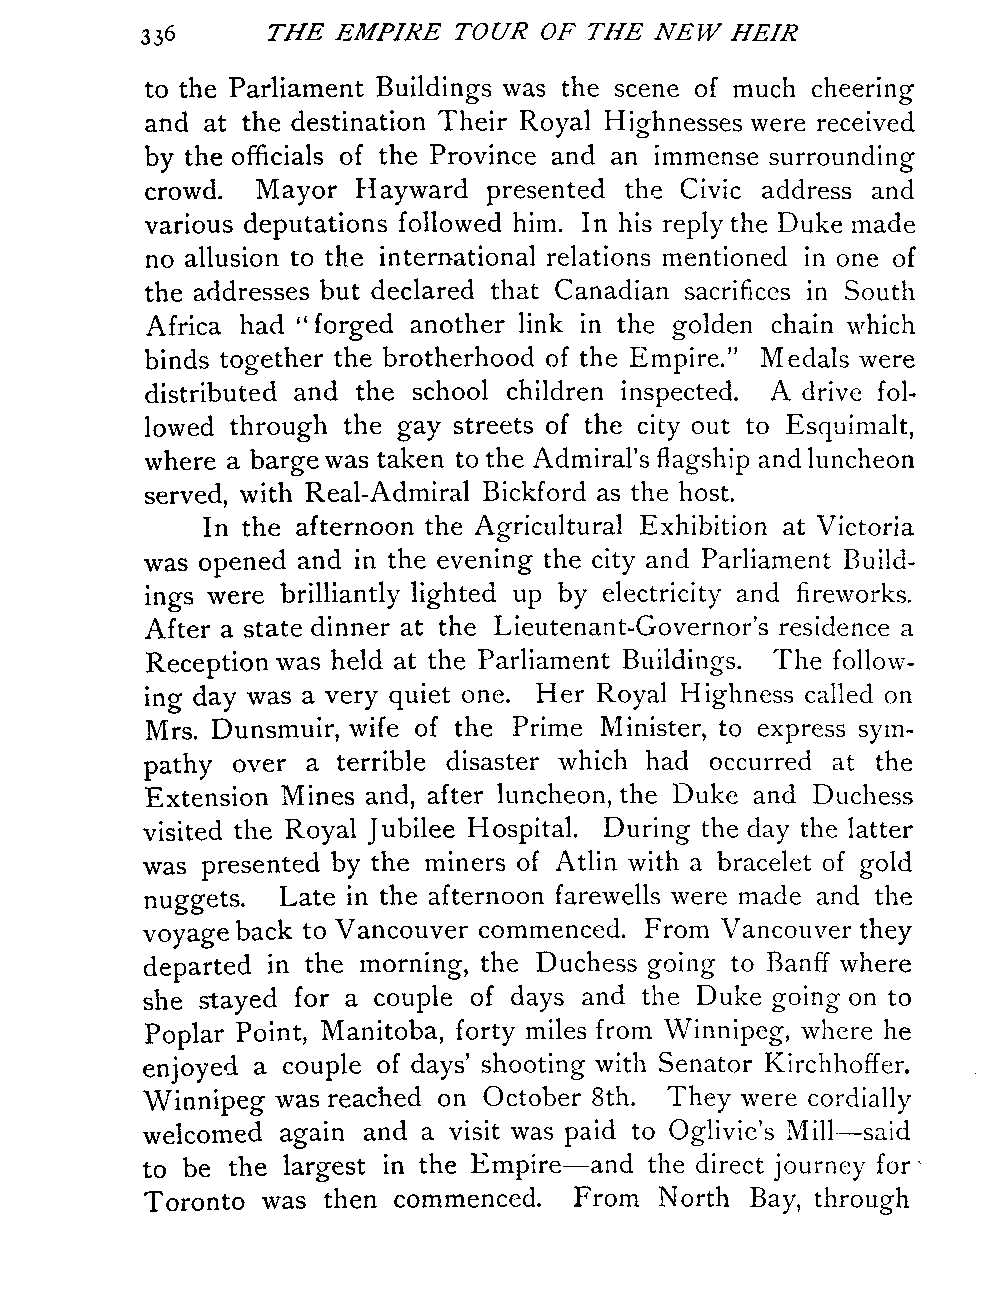 336 THE EMPIRE TOUR OF THE NEW HEIR
to the Parliament Buildings was the scene of much cheering
and at the destination Their Royal Highnesses were received
by the officials of the Province and an immense surrounding
crowd. Mayor Hayward presented the Civic address and
various deputations followed him. In his reply the Duke made
no allusion to the international relations mentioned in one of
the addresses but declared that Canadian sacrifices in South
Africa had "forged another link in the golden chain which
binds together the brotherhood of the Empire." Medals were
distributed and the school children inspected. A drive fol-
lowed through the gay streets of the city out to Esquimalt,
where a barge was taken to the Admiral's flagship and luncheon
served, with Real-Admiral Bickford as the host.
In the afternoon the Agricultural Exhibition at Victoria
was opened and in the evening the city and Parliament Build-
ings were brilliantly lighted up by electricity and fireworks.
After a state dinner at the Lieutenant-Governor's residence a
Reception was held at the Parliament Buildings. The follow-
ing day was a very quiet one. Her Royal Highness called on
Mrs. Dunsmuir, wife of the Prime Minister, to express sym-
pathy over a terrible disaster which had occurred at the
Extension Mines and, after luncheon, the Duke and Duchess
visited the Royal Jubilee Hospital. During the day the latter
was presented by the miners of Atlin with a bracelet of gold
nuggets. Late in the afternoon farewells were made and the
voyage back to Vancouver commenced. From Vancouver they
departed in the morning, the Duchess going to Banff where
she stayed for a couple of days and the Duke going on to
Poplar Point, Manitoba, forty miles from Winnipeg, where he
enjoyed a couple of days' shooting with Senator Kirchhoffer.
Winnipeg was reached on October 8th. They were cordially
welcomed again and a visit was paid to Oglivie's Mill—said
to be the largest in the Empire—and the direct journey for
Toronto was then commenced. From North Bay, through